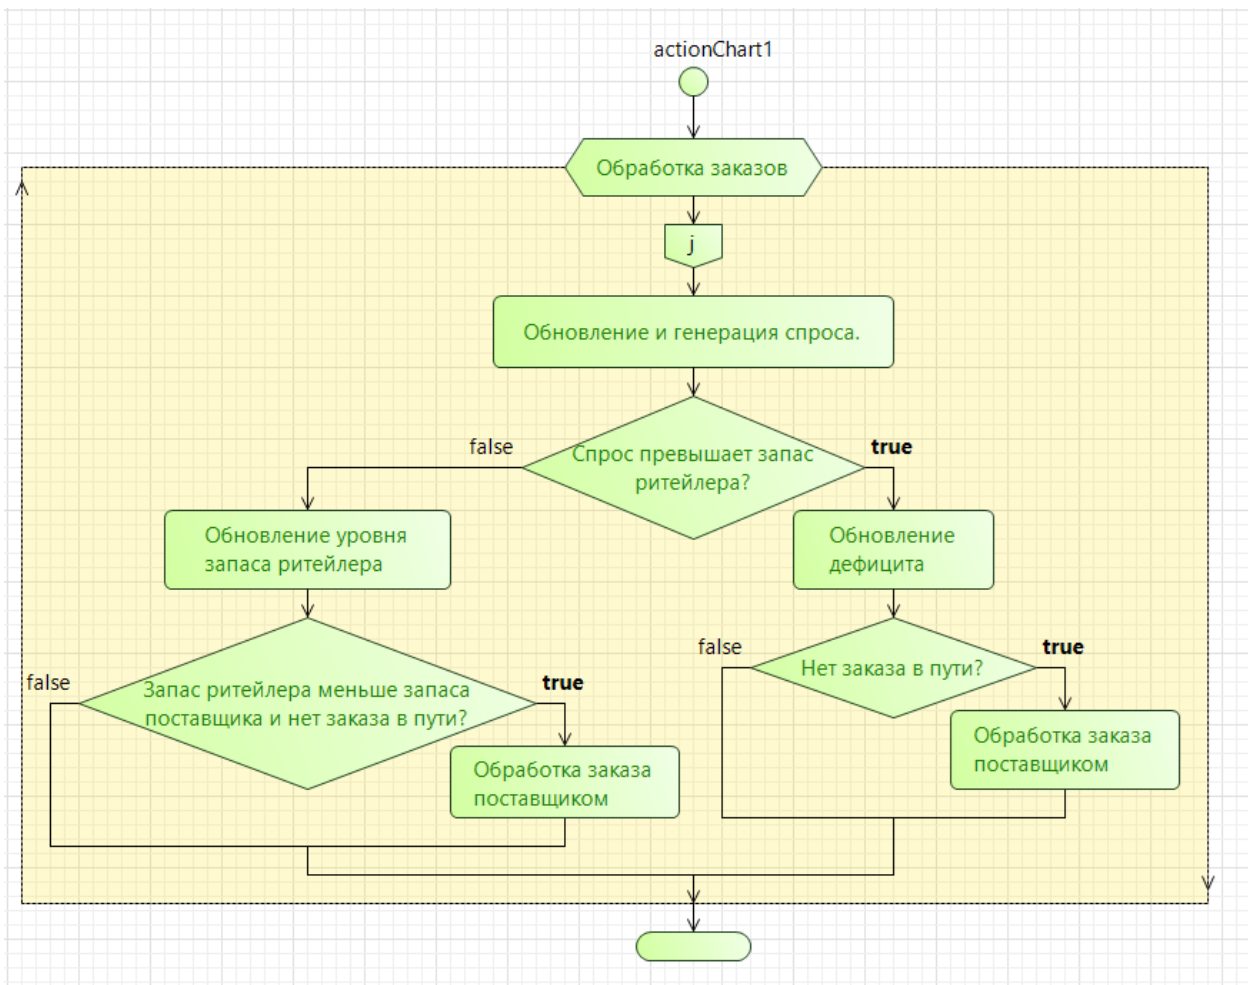 actionChart1
Обработка заказов
j
Обновление и генерация спроса.
false
Спрос превышает запас
ритейлера?
true
Обновление уровня
запаса ритейлера
Обновление
дефицита
false
Запас ритейлера меньше запаса
поставщика и нет заказа в пути?
true
false
Нет заказа в пути?
true
Обработка заказа
поставщиком
Обработка заказа
поставщиком